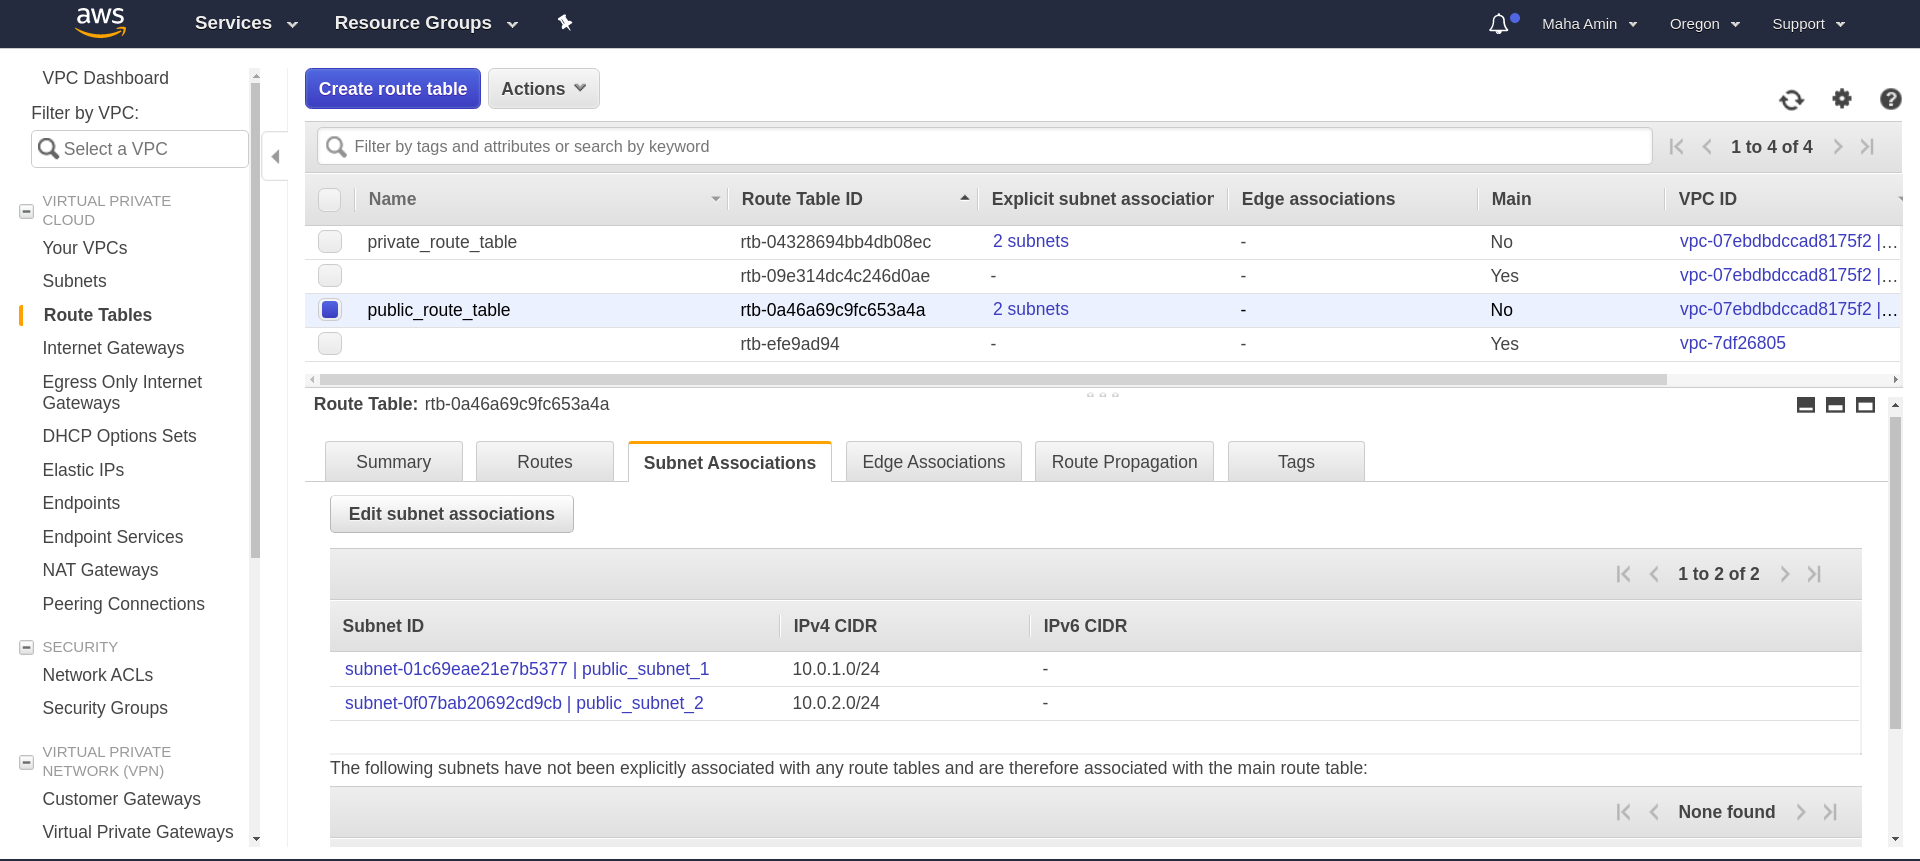 aws Services Resource Groups Maha Amin Oregon Support
VPC Dashboard
Filter by VPC:
Select a VPC
VIRTUAL PRIVATE
CLOUD
Your VPCs
Subnets
Route Tables
Internet Gateways
Egress Only Internet
Gateways
DHCP Options Sets
Elastic IPs
Endpoints
Endpoint Services
NAT Gateways
Peering Connections
SECURITY
Network ACLs
Security Groups
VIRTUAL PRIVATE
NETWORK (VPN)
Customer Gateways
Virtual Private Gateways
Create route table Actions
Filter by tags and attributes or search by keyword 1 to 4 of 4
Name Route Table ID Explicit subnet association Edge associations Main VPC ID
private_route_table rtb-04328694bb4db08ec 2 subnets - No vpc-07ebdbdccad8175f2 |...
rtb-09e314dc4c246d0ae - - Yes vpc-07ebdbdccad8175f2 |...
public_route_table rtb-0a46a69c9fc653a4a 2 subnets - No vpc-07ebdbdccad8175f2 |...
rtb-efe9ad94 - - Yes vpc-7df26805
Route Table: rtb-0a46a69c9fc653a4a
Summary Routes Subnet Associations Edge Associations Route Propagation Tags
Edit subnet associations
1 to 2 of 2
Subnet ID IPv4 CIDR IPv6 CIDR
subnet-01c69eae21e7b5377 | public_subnet_1 10.0.1.0/24 -
subnet-0f07bab20692cd9cb | public_subnet_2 10.0.2.0/24 -
The following subnets have not been explicitly associated with any route tables and are therefore associated with the main route table:
None found